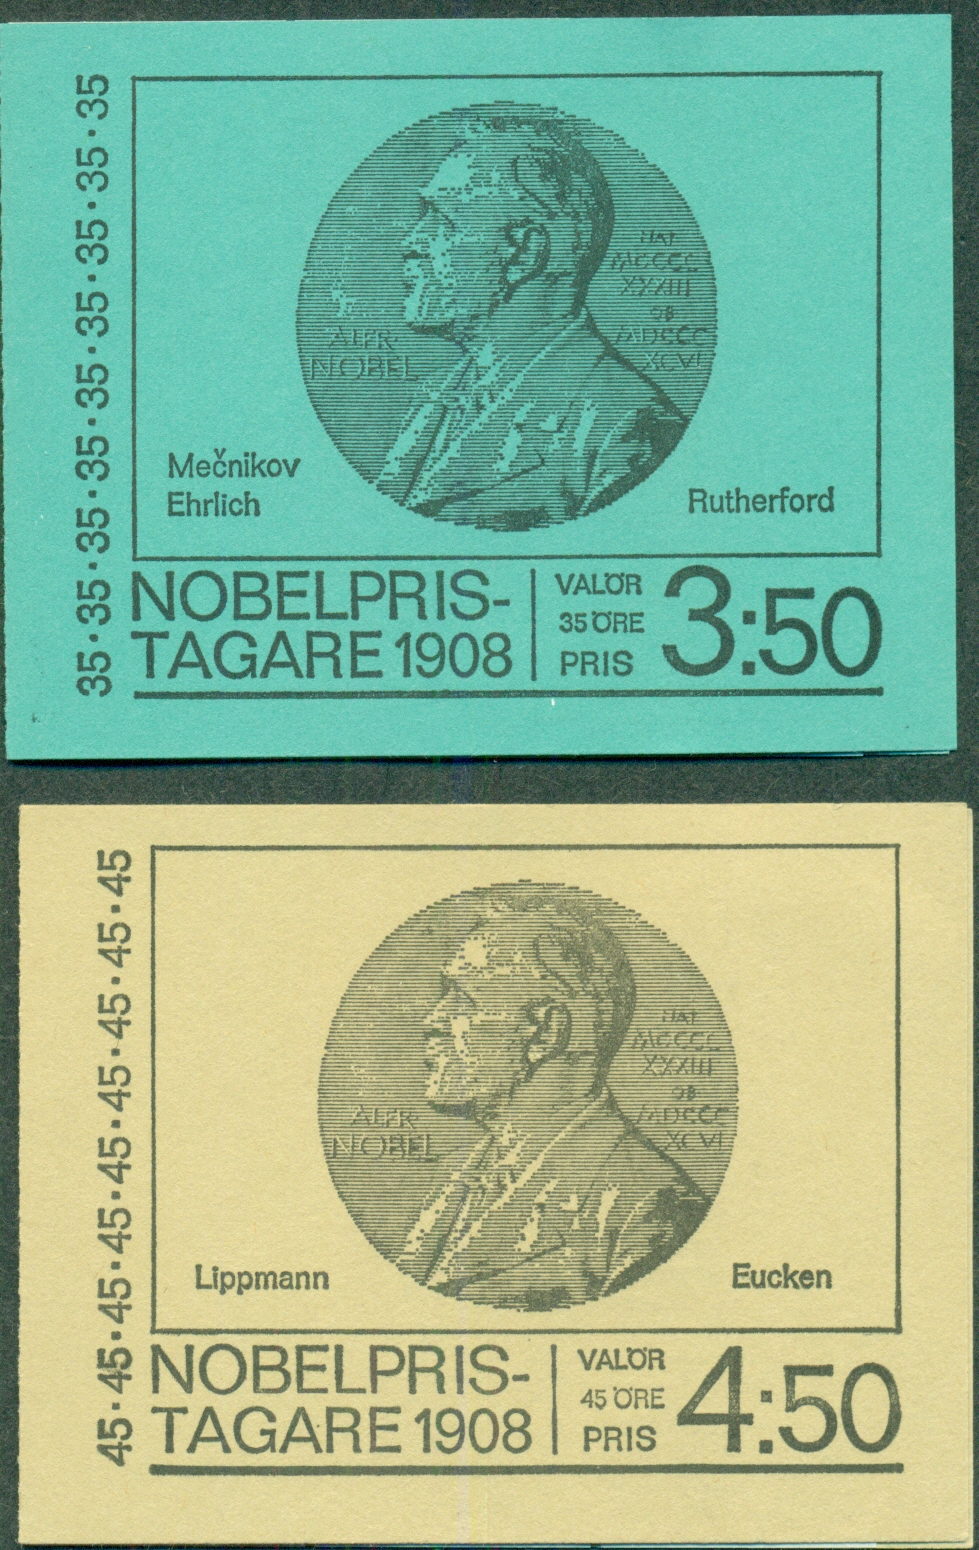 35·35·35·35·35·35·35·35·35
ALFR·
NOBEL
NAT
MDCCC
XXXIII
OB
MDCCC
XCVI
Mečnikov
Ehrlich
Rutherford
NOBELPRIS-
TAGARE 1908
VALÖR
35 ÖRE
PRIS
3:50
45·45·45·45·45·45·45·45·45
ALFR·
NOBEL
NAT
MDCCC
XXXIII
OB
MDCCC
XCVI
Lippmann
Eucken
NOBELPRIS-
TAGARE 1908
VALÖR
45 ÖRE
PRIS
4:50